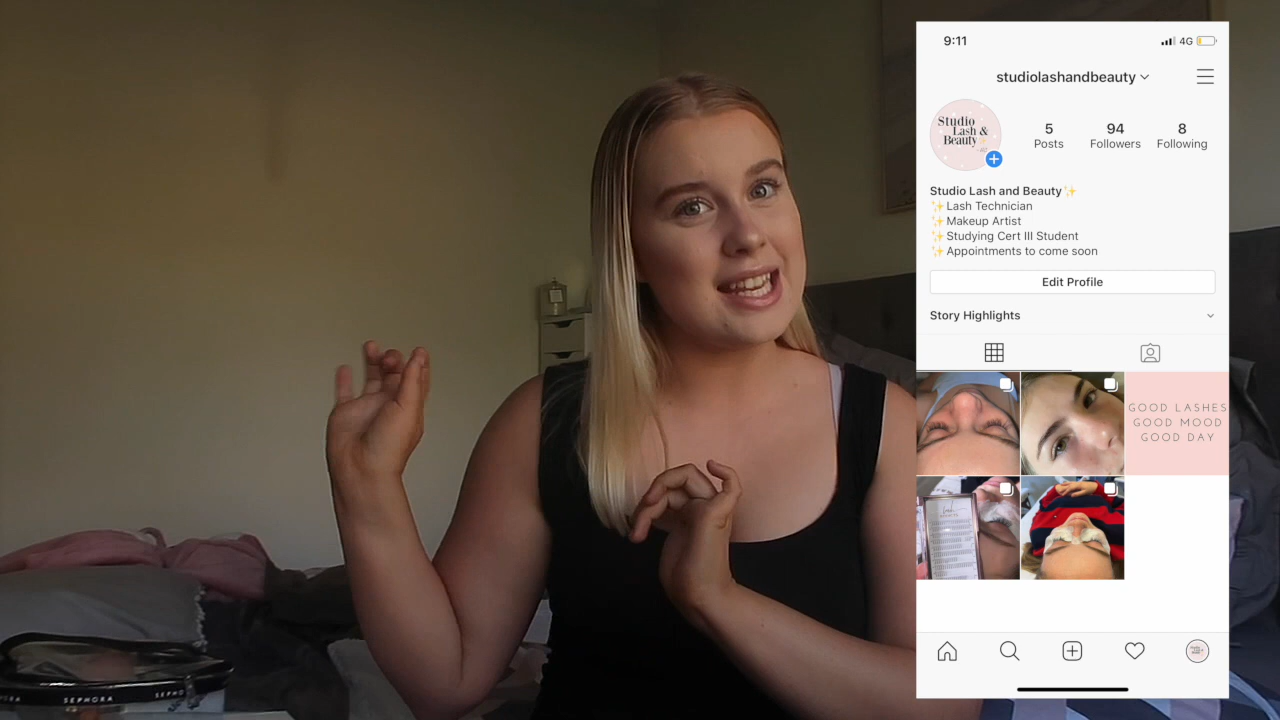 9:11
4G
studiolashandbeauty
Studio
Lash &
Beauty
5
Posts
94
Followers
8
Following
Studio Lash and Beauty✨
✨Lash Technician
✨Makeup Artist
✨Studying Cert III Student
✨Appointments to come soon
Edit Profile
Story Highlights
GOOD LASHES
GOOD MOOD
GOOD DAY
SEPHORA